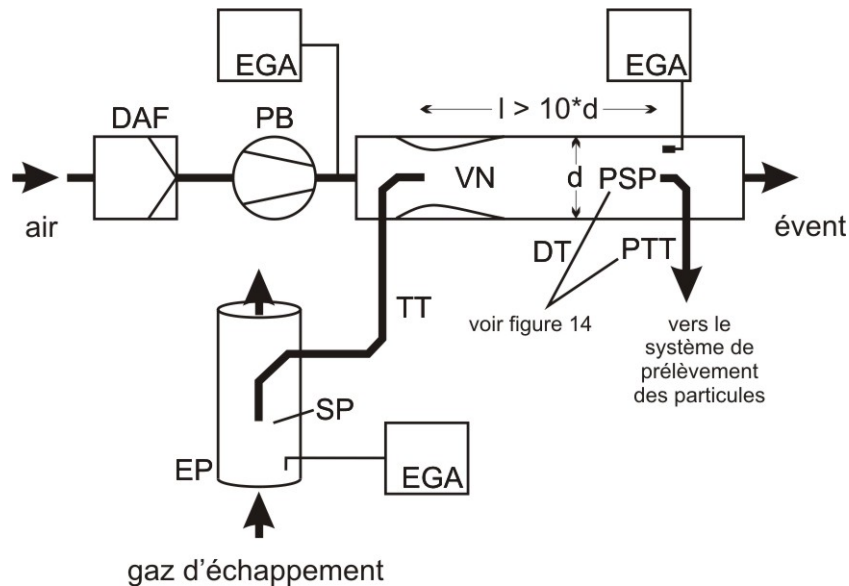 EGA
EGA
DAF
PB
l > 10*d
VN
d
PSP
air
évent
DT
PTT
TT
voir figure 14
vers le
système de
prélèvement
des particules
SP
EP
EGA
gaz d'échappement